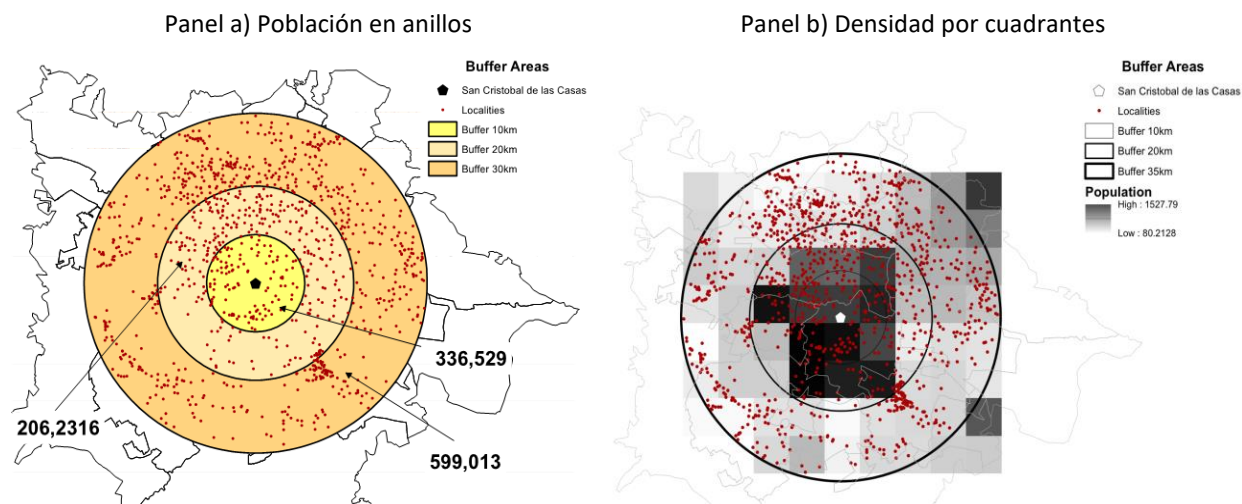 Panel a) Población en anillos
Buffer Areas
San Cristobal de las Casas
Localities
Buffer 10km
Buffer 20km
Buffer 30km
336,529
206,2316
599,013
Panel b) Densidad por cuadrantes
Buffer Areas
San Cristobal de las Casas
Localities
Buffer 10km
Buffer 20km
Buffer 35km
Population
High : 1527.79
Low : 80.2128